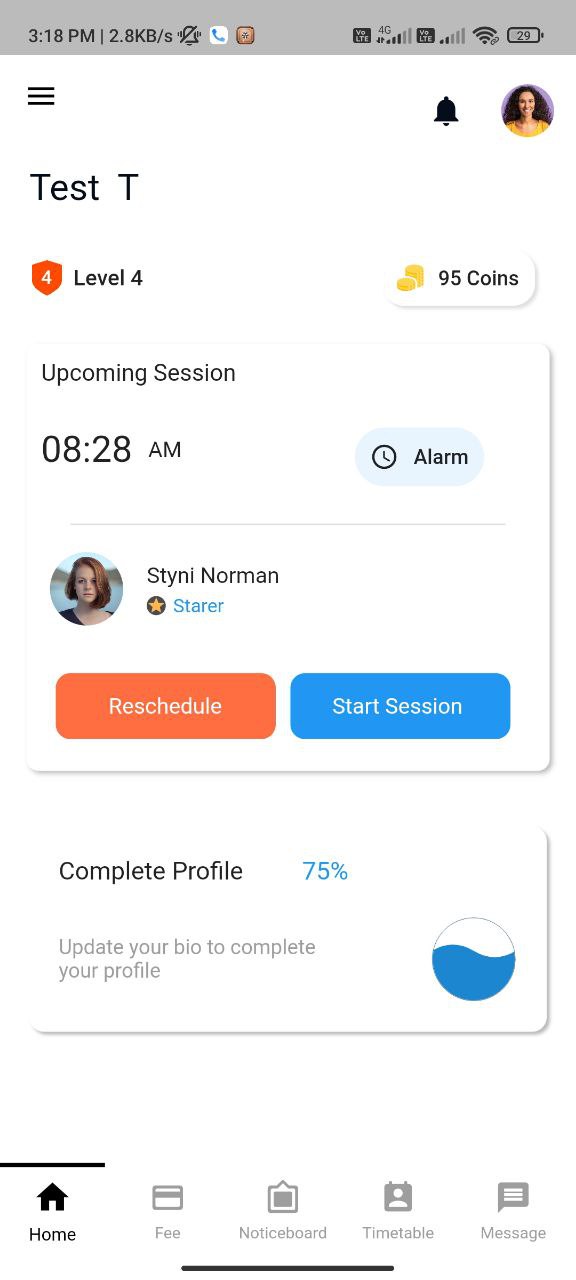 3:18 PM | 2.8KB/s Vo LTE 4G Vo LTE 29
Test T
4 Level 4 95 Coins
Upcoming Session
08:28 AM Alarm
Styni Norman
Starer
Reschedule Start Session
Complete Profile 75%
Update your bio to complete
your profile
Home Fee Noticeboard Timetable Message